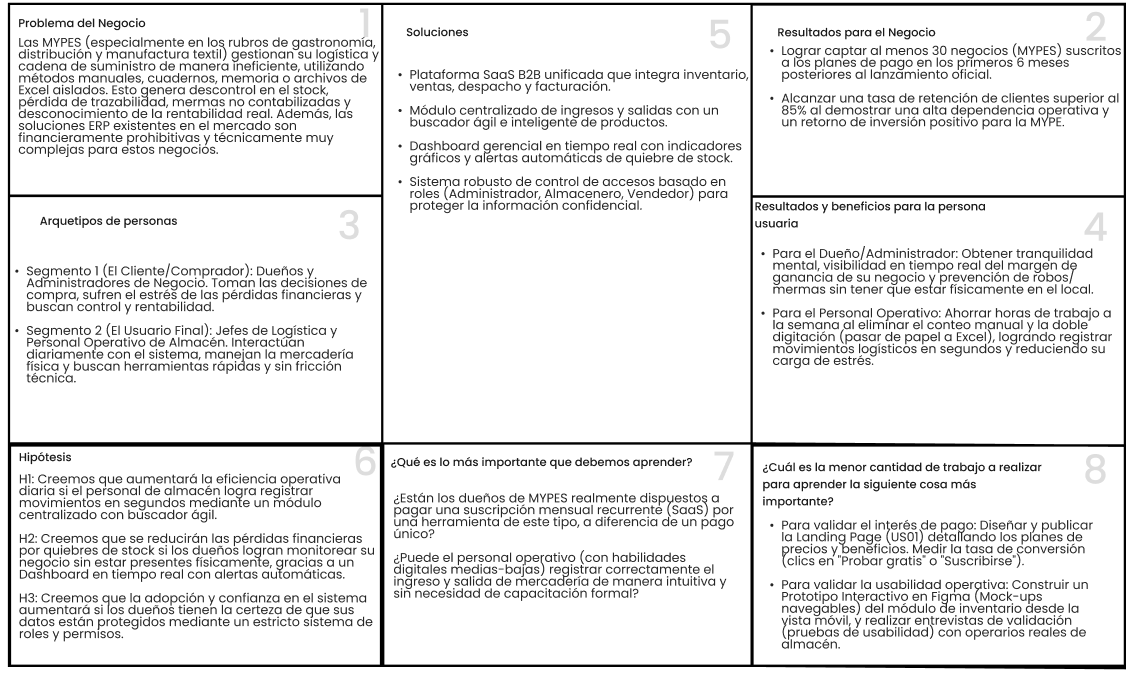 Problema del Negocio
1
Las MYPES (especialmente en los rubros de gastronomía,
distribución y manufactura textil) gestionan su logística y
cadena de suministro de manera ineficiente, utilizando
métodos manuales, cuadernos, memoria o archivos de
Excel aislados. Esto genera descontrol en el stock,
pérdida de trazabilidad, mermas no contabilizadas y
desconocimiento de la rentabilidad real. Además, las
soluciones ERP existentes en el mercado son
financieramente prohibitivas y técnicamente muy
complejas para estos negocios.
Resultados para el Negocio
2
• Lograr captar al menos 30 negocios (MYPES) suscritos
a los planes de pago en los primeros 6 meses
posteriores al lanzamiento oficial.
• Alcanzar una tasa de retención de clientes superior al
85% al demostrar una alta dependencia operativa y
un retorno de inversión positivo para la MYPE.
Arquetipos de personas
3
• Segmento 1 (El Cliente/Comprador): Dueños y
Administradores de Negocio. Toman las decisiones de
compra, sufren el estrés de las pérdidas financieras y
buscan control y rentabilidad.
• Segmento 2 (El Usuario Final): Jefes de Logística y
Personal Operativo de Almacén. Interactúan
diariamente con el sistema, manejan la mercadería
física y buscan herramientas rápidas y sin fricción
técnica.
Resultados y beneficios para la persona
usuaria
4
• Para el Dueño/Administrador: Obtener tranquilidad
mental, visibilidad en tiempo real del margen de
ganancia de su negocio y prevención de robos/
mermas sin tener que estar físicamente en el local.
• Para el Personal Operativo: Ahorrar horas de trabajo a
la semana al eliminar el conteo manual y la doble
digitación (pasar de papel a Excel), logrando registrar
movimientos logísticos en segundos y reduciendo su
carga de estrés.
Soluciones
5
• Plataforma SaaS B2B unificada que integra inventario,
ventas, despacho y facturación.
• Módulo centralizado de ingresos y salidas con un
buscador ágil e inteligente de productos.
• Dashboard gerencial en tiempo real con indicadores
gráficos y alertas automáticas de quiebre de stock.
• Sistema robusto de control de accesos basado en
roles (Administrador, Almacenero, Vendedor) para
proteger la información confidencial.
Hipótesis
6
H1: Creemos que aumentará la eficiencia operativa
diaria si el personal de almacén logra registrar
movimientos en segundos mediante un módulo
centralizado con buscador ágil.
H2: Creemos que se reducirán las pérdidas financieras
por quiebres de stock si los dueños logran monitorear su
negocio sin estar presentes físicamente, gracias a un
Dashboard en tiempo real con alertas automáticas.
H3: Creemos que la adopción y confianza en el sistema
aumentará si los dueños tienen la certeza de que sus
datos están protegidos mediante un estricto sistema de
roles y permisos.
¿Qué es lo más importante que debemos aprender?
7
¿Están los dueños de MYPES realmente dispuestos a
pagar una suscripción mensual recurrente (SaaS) por
una herramienta de este tipo, a diferencia de un pago
único?
¿Puede el personal operativo (con habilidades
digitales medias-bajas) registrar correctamente el
ingreso y salida de mercadería de manera intuitiva y
sin necesidad de capacitación formal?
¿Cuál es la menor cantidad de trabajo a realizar
para aprender la siguiente cosa más
importante?
8
• Para validar el interés de pago: Diseñar y publicar
la Landing Page (US01) detallando los planes de
precios y beneficios. Medir la tasa de conversión
(clics en "Probar gratis" o "Suscribirse").
• Para validar la usabilidad operativa: Construir un
Prototipo Interactivo en Figma (Mock-ups
navegables) del módulo de inventario desde la
vista móvil, y realizar entrevistas de validación
(pruebas de usabilidad) con operarios reales de
almacén.